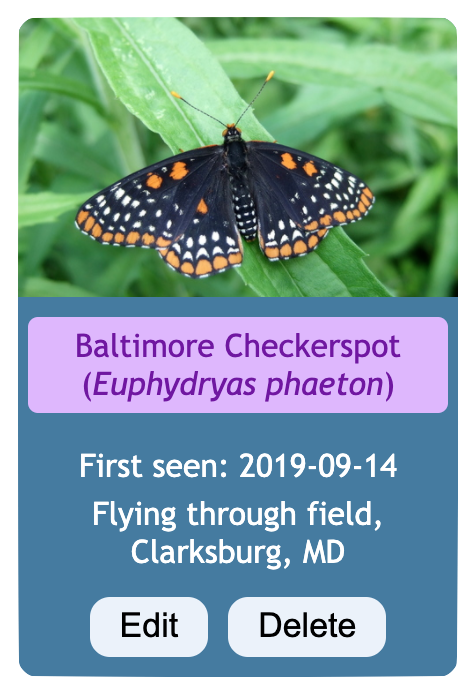 Baltimore Checkerspot
(Euphydryas phaeton)
First seen: 2019-09-14
Flying through field,
Clarksburg, MD
Edit
Delete